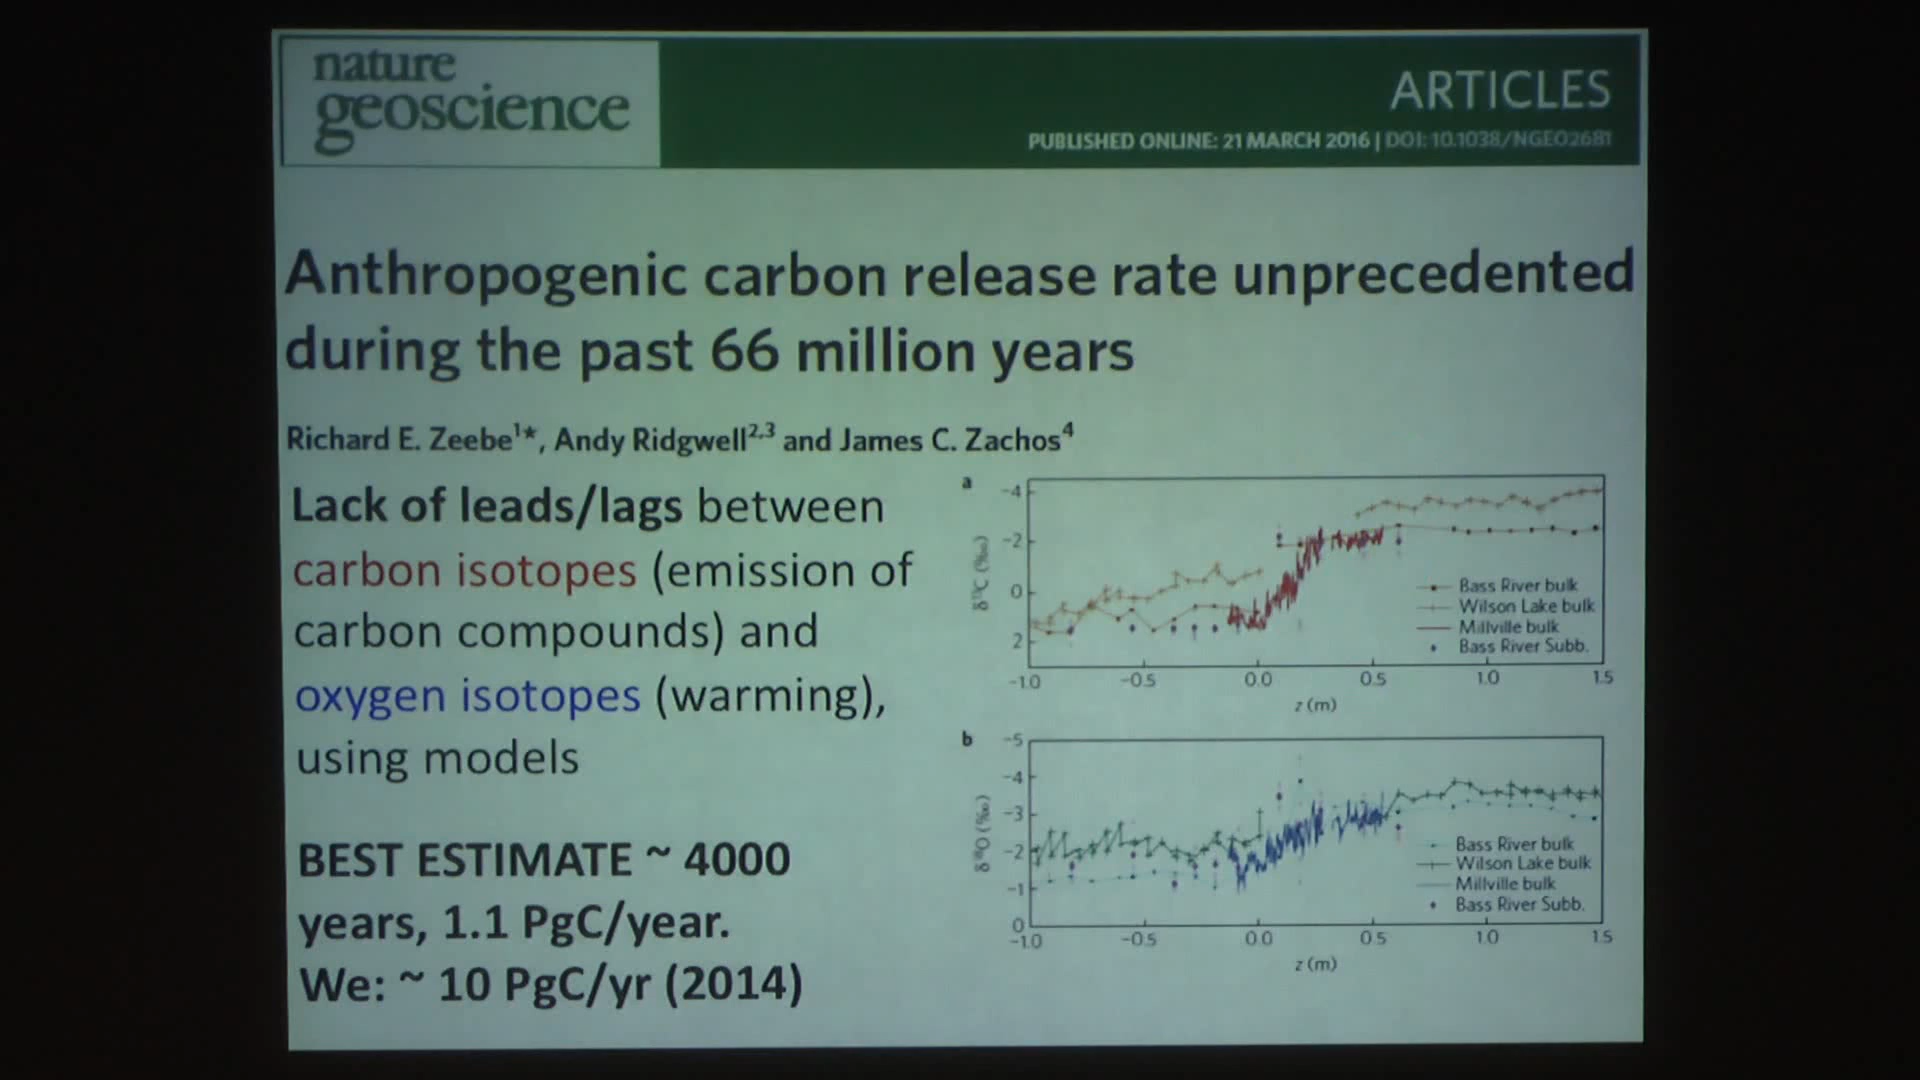 nature
geoscience
ARTICLES
PUBLISHED ONLINE: 21 MARCH 2016 | DOI: 10.1038/NGEO2681
Anthropogenic carbon release rate unprecedented
during the past 66 million years
Richard E. Zeebe¹*, Andy Ridgwell²,³ and James C. Zachos⁴
Lack of leads/lags between
carbon isotopes (emission of
carbon compounds) and
oxygen isotopes (warming),
using models
BEST ESTIMATE ~ 4000
years, 1.1 PgC/year.
We: ~ 10 PgC/yr (2014)
a
δ¹³C (‰)
−4
−2
0
2
Bass River bulk
Wilson Lake bulk
Millville bulk
Bass River Subb.
−1.0 −0.5 0.0 0.5 1.0 1.5
z (m)
b
δ¹⁸O (‰)
−5
−4
−3
−2
−1
0
Bass River bulk
Wilson Lake bulk
Millville bulk
Bass River Subb.
−1.0 −0.5 0.0 0.5 1.0 1.5
z (m)